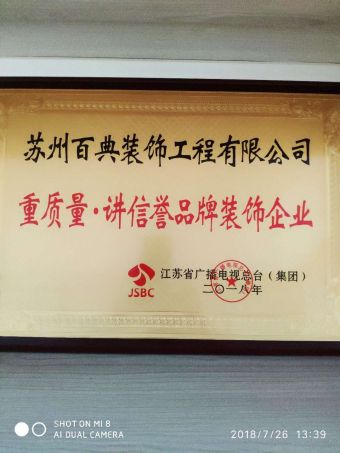 苏州百典装饰工程有限公司
重质量·讲信誉品牌装饰企业
JSBC
江苏省广播电视总台（集团）
二〇一八年
SHOT ON MI 8
AI DUAL CAMERA
2018/7/26 13:39